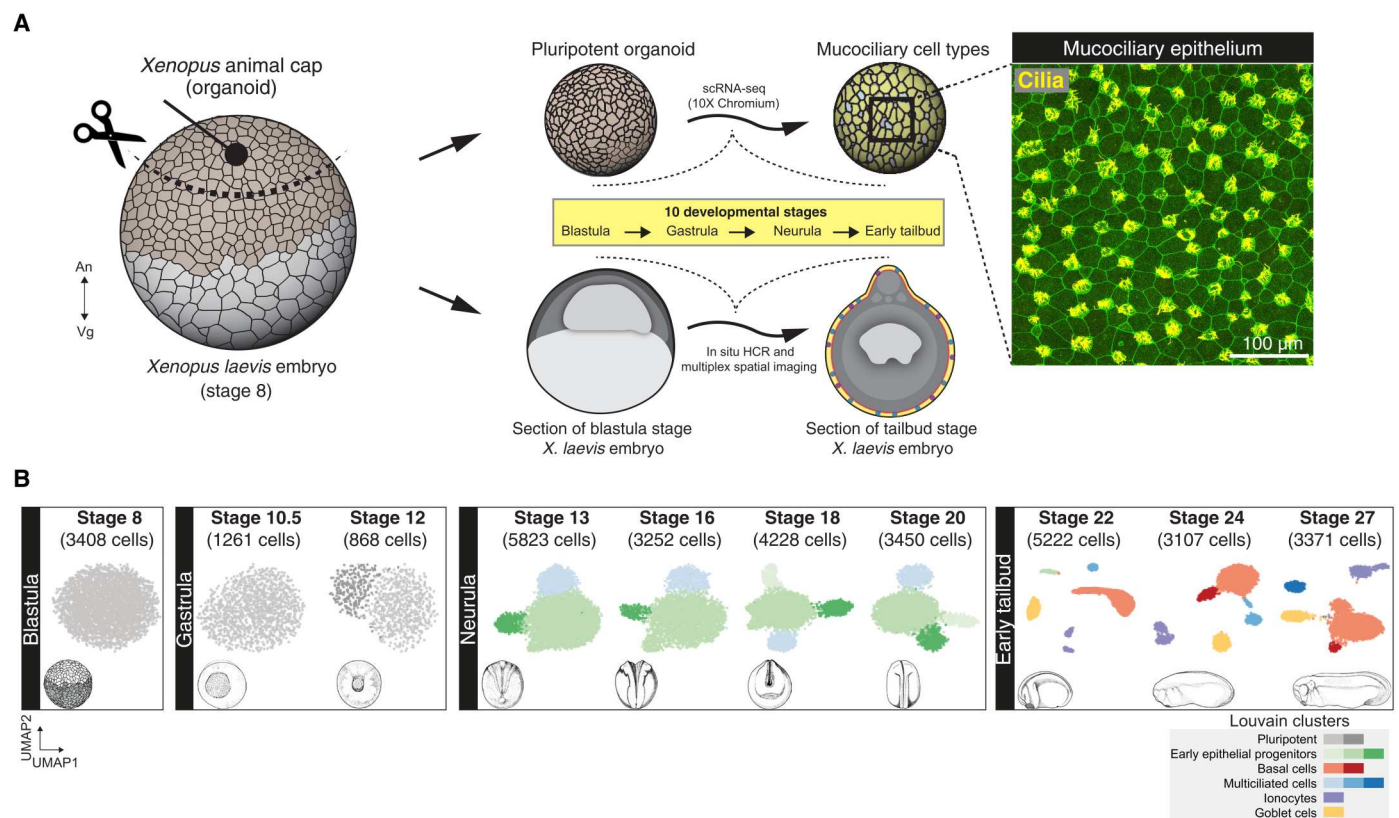 A
Xenopus animal cap
(organoid)
An
Vg
Xenopus laevis embryo
(stage 8)
Pluripotent organoid
scRNA-seq
(10X Chromium)
Mucociliary cell types
10 developmental stages
Blastula Gastrula Neurula Early tailbud
In situ HCR and
multiplex spatial imaging
Section of blastula stage
X. laevis embryo
Section of tailbud stage
X. laevis embryo
Mucociliary epithelium
Cilia
100 µm
B
Blastula
Stage 8
(3408 cells)
Gastrula
Stage 10.5
(1261 cells)
Stage 12
(868 cells)
Neurula
Stage 13
(5823 cells)
Stage 16
(3252 cells)
Stage 18
(4228 cells)
Stage 20
(3450 cells)
Early tailbud
Stage 22
(5222 cells)
Stage 24
(3107 cells)
Stage 27
(3371 cells)
UMAP2
UMAP1
Louvain clusters
Pluripotent
Early epithelial progenitors
Basal cells
Multiciliated cells
Ionocytes
Goblet cels